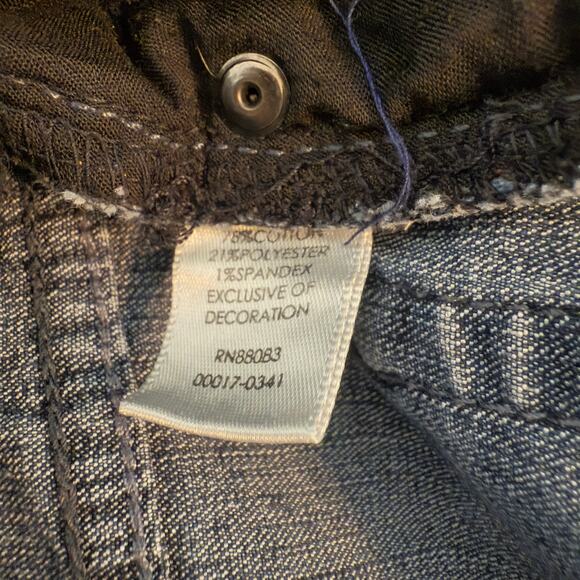 78%COTTON
21%POLYESTER
1%SPANDEX
EXCLUSIVE OF
DECORATION
RN88083
00017-0341